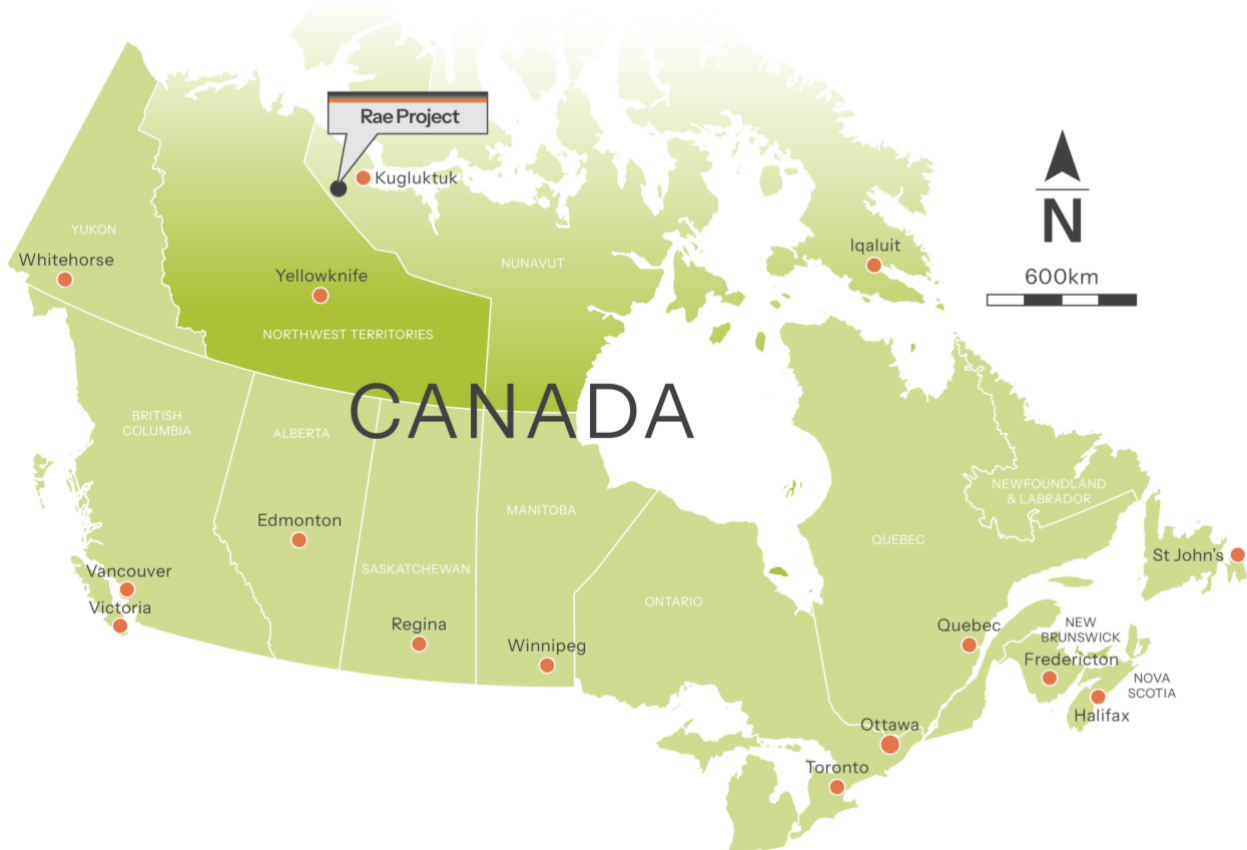 Rae Project
Kugluktuk
N
600km
YUKON
Whitehorse
Yellowknife
NORTHWEST TERRITORIES
NUNAVUT
Iqaluit
CANADA
BRITISH
COLUMBIA
ALBERTA
Edmonton
SASKATCHEWAN
MANITOBA
ONTARIO
QUEBEC
NEWFOUNDLAND
& LABRADOR
St John's
Vancouver
Victoria
Regina
Winnipeg
Quebec
NEW
BRUNSWICK
Fredericton
NOVA
SCOTIA
Halifax
Ottawa
Toronto